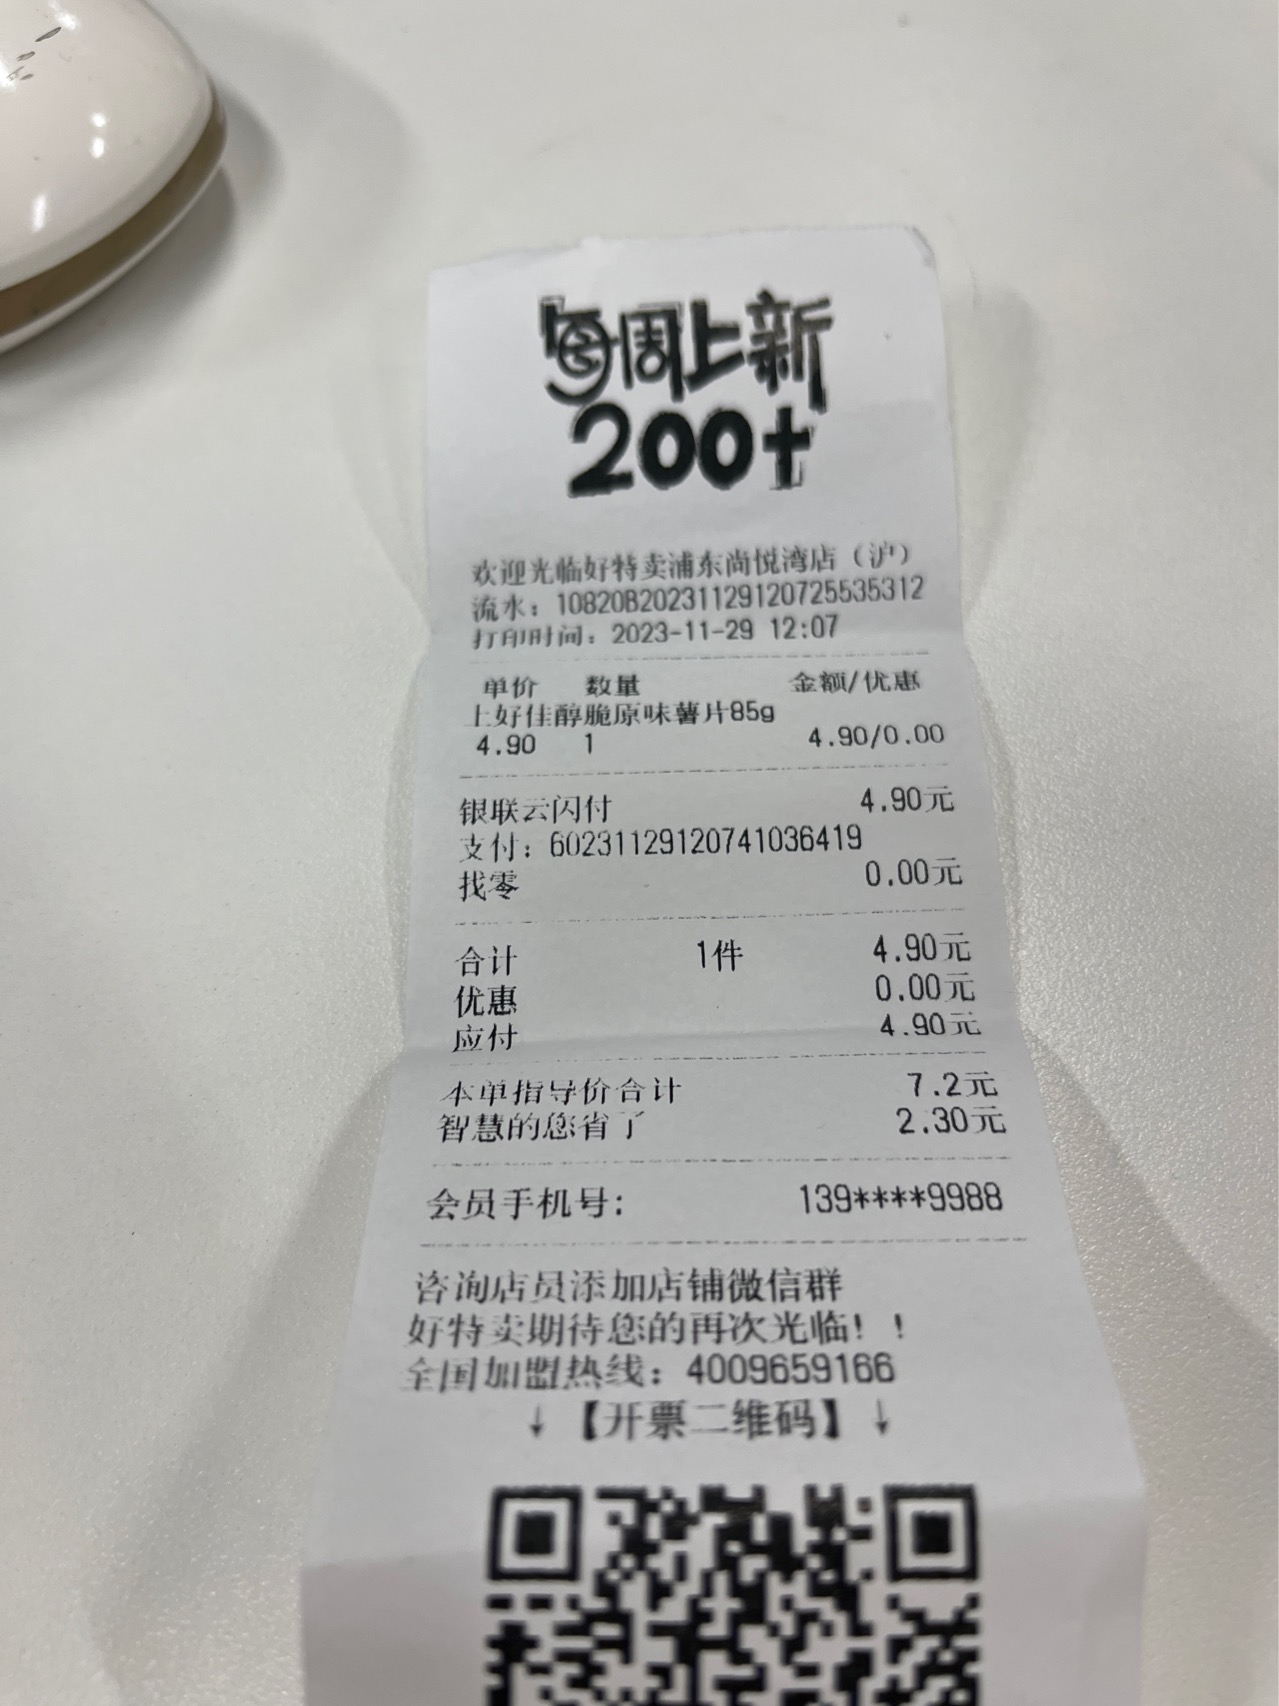 每周上新
200+
欢迎光临好特卖浦东尚悦湾店（沪）
流水：10820B20231129120725535312
打印时间：2023-11-29 12:07
单价 数量 金额/优惠
上好佳醇脆原味薯片85g
4.90 1 4.90/0.00
银联云闪付 4.90元
支付：60231129120741036419
找零 0.00元
合计 1件 4.90元
优惠 0.00元
应付 4.90元
本单指导价合计 7.2元
智慧的您省了 2.30元
会员手机号： 139****9988
咨询店员添加店铺微信群
好特卖期待您的再次光临！！
全国加盟热线：4009659166
↓【开票二维码】↓